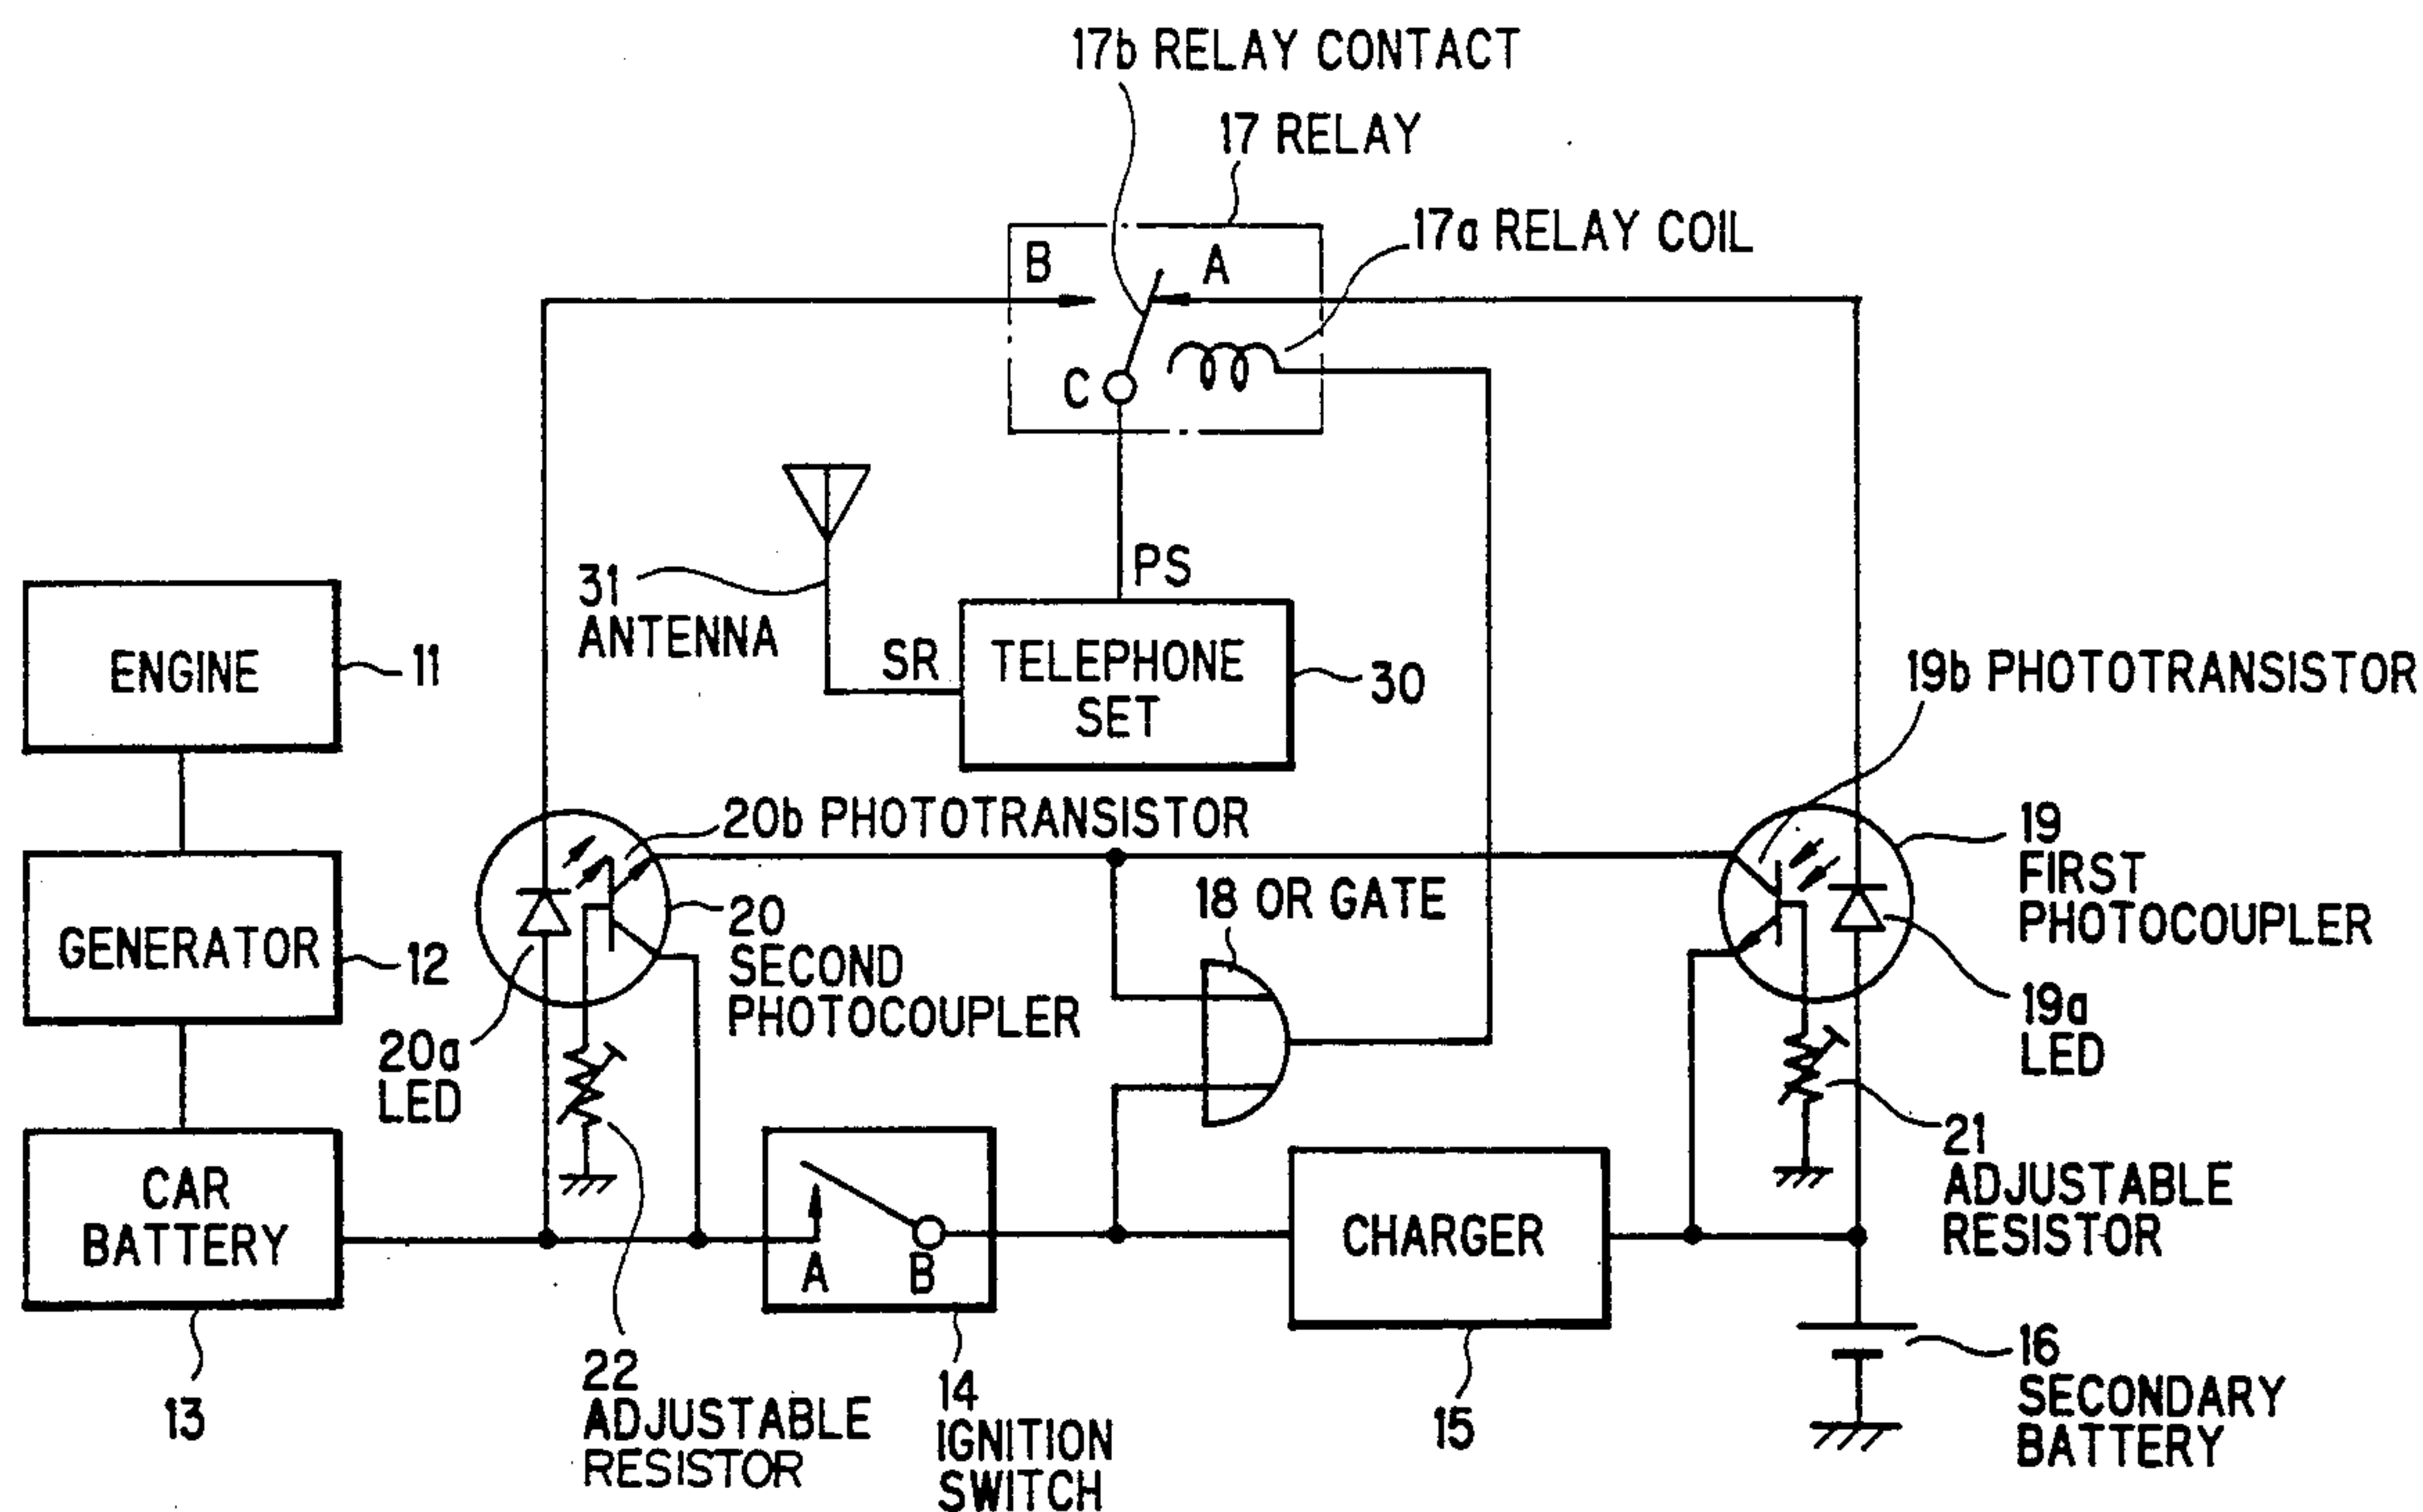 17b RELAY CONTACT
17 RELAY
17a RELAY COIL
B
A
C
PS
31
ANTENNA
SR
TELEPHONE
SET
30
ENGINE
11
19b PHOTOTRANSISTOR
20b PHOTOTRANSISTOR
19
FIRST
PHOTOCOUPLER
18 OR GATE
20
SECOND
PHOTOCOUPLER
GENERATOR
12
19a
LED
20a
LED
21
ADJUSTABLE
RESISTOR
CAR
BATTERY
A
B
CHARGER
13
22
ADJUSTABLE
RESISTOR
14
IGNITION
SWITCH
15
16
SECONDARY
BATTERY